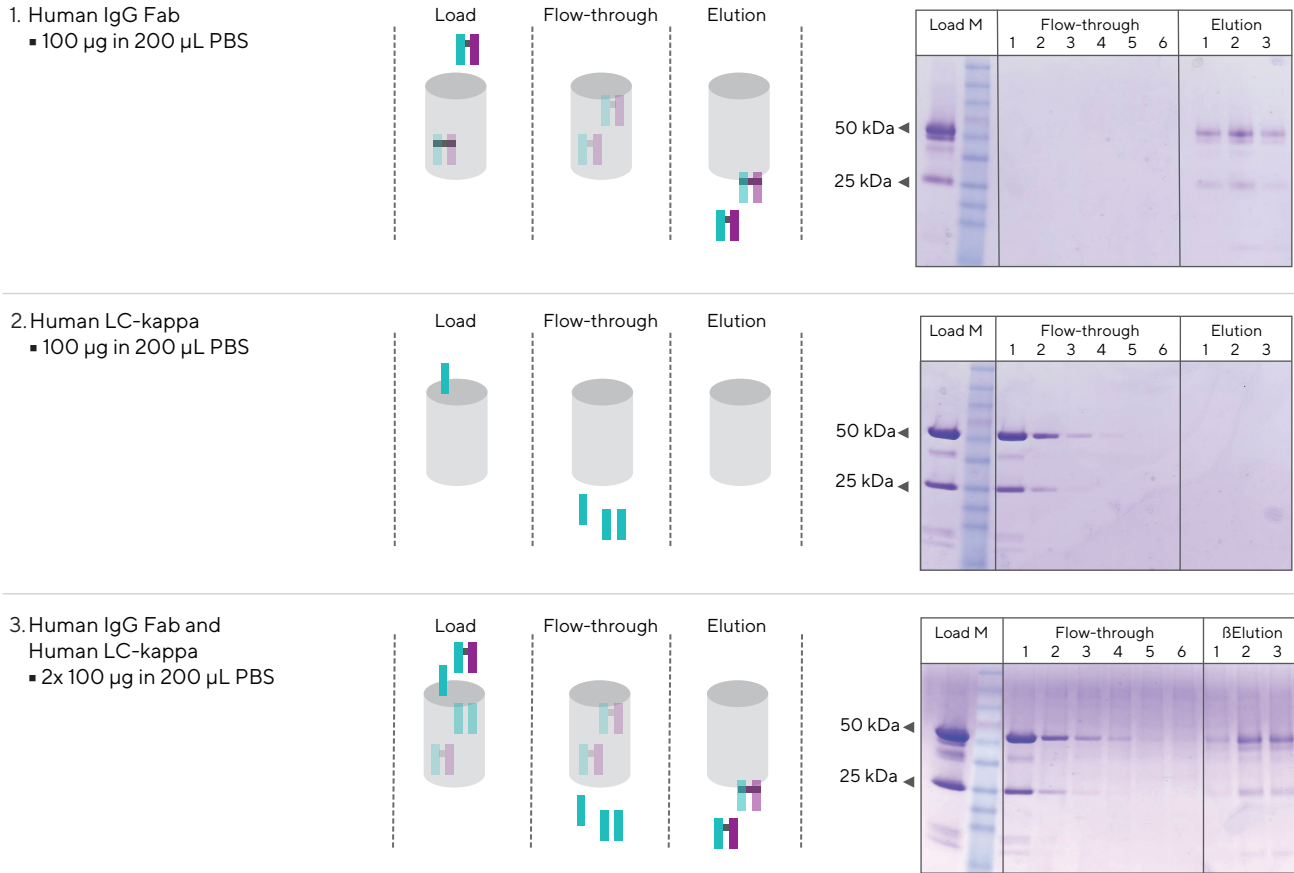 1. Human IgG Fab
▪ 100 µg in 200 µL PBS
Load
Flow-through
Elution
Load M
Flow-through
Elution
1 2 3 4 5 6
1 2 3
50 kDa
25 kDa
2. Human LC-kappa
▪ 100 µg in 200 µL PBS
Load
Flow-through
Elution
Load M
Flow-through
Elution
1 2 3 4 5 6
1 2 3
50 kDa
25 kDa
3. Human IgG Fab and
Human LC-kappa
▪ 2x 100 µg in 200 µL PBS
Load
Flow-through
Elution
Load M
Flow-through
ßElution
1 2 3 4 5 6
1 2 3
50 kDa
25 kDa